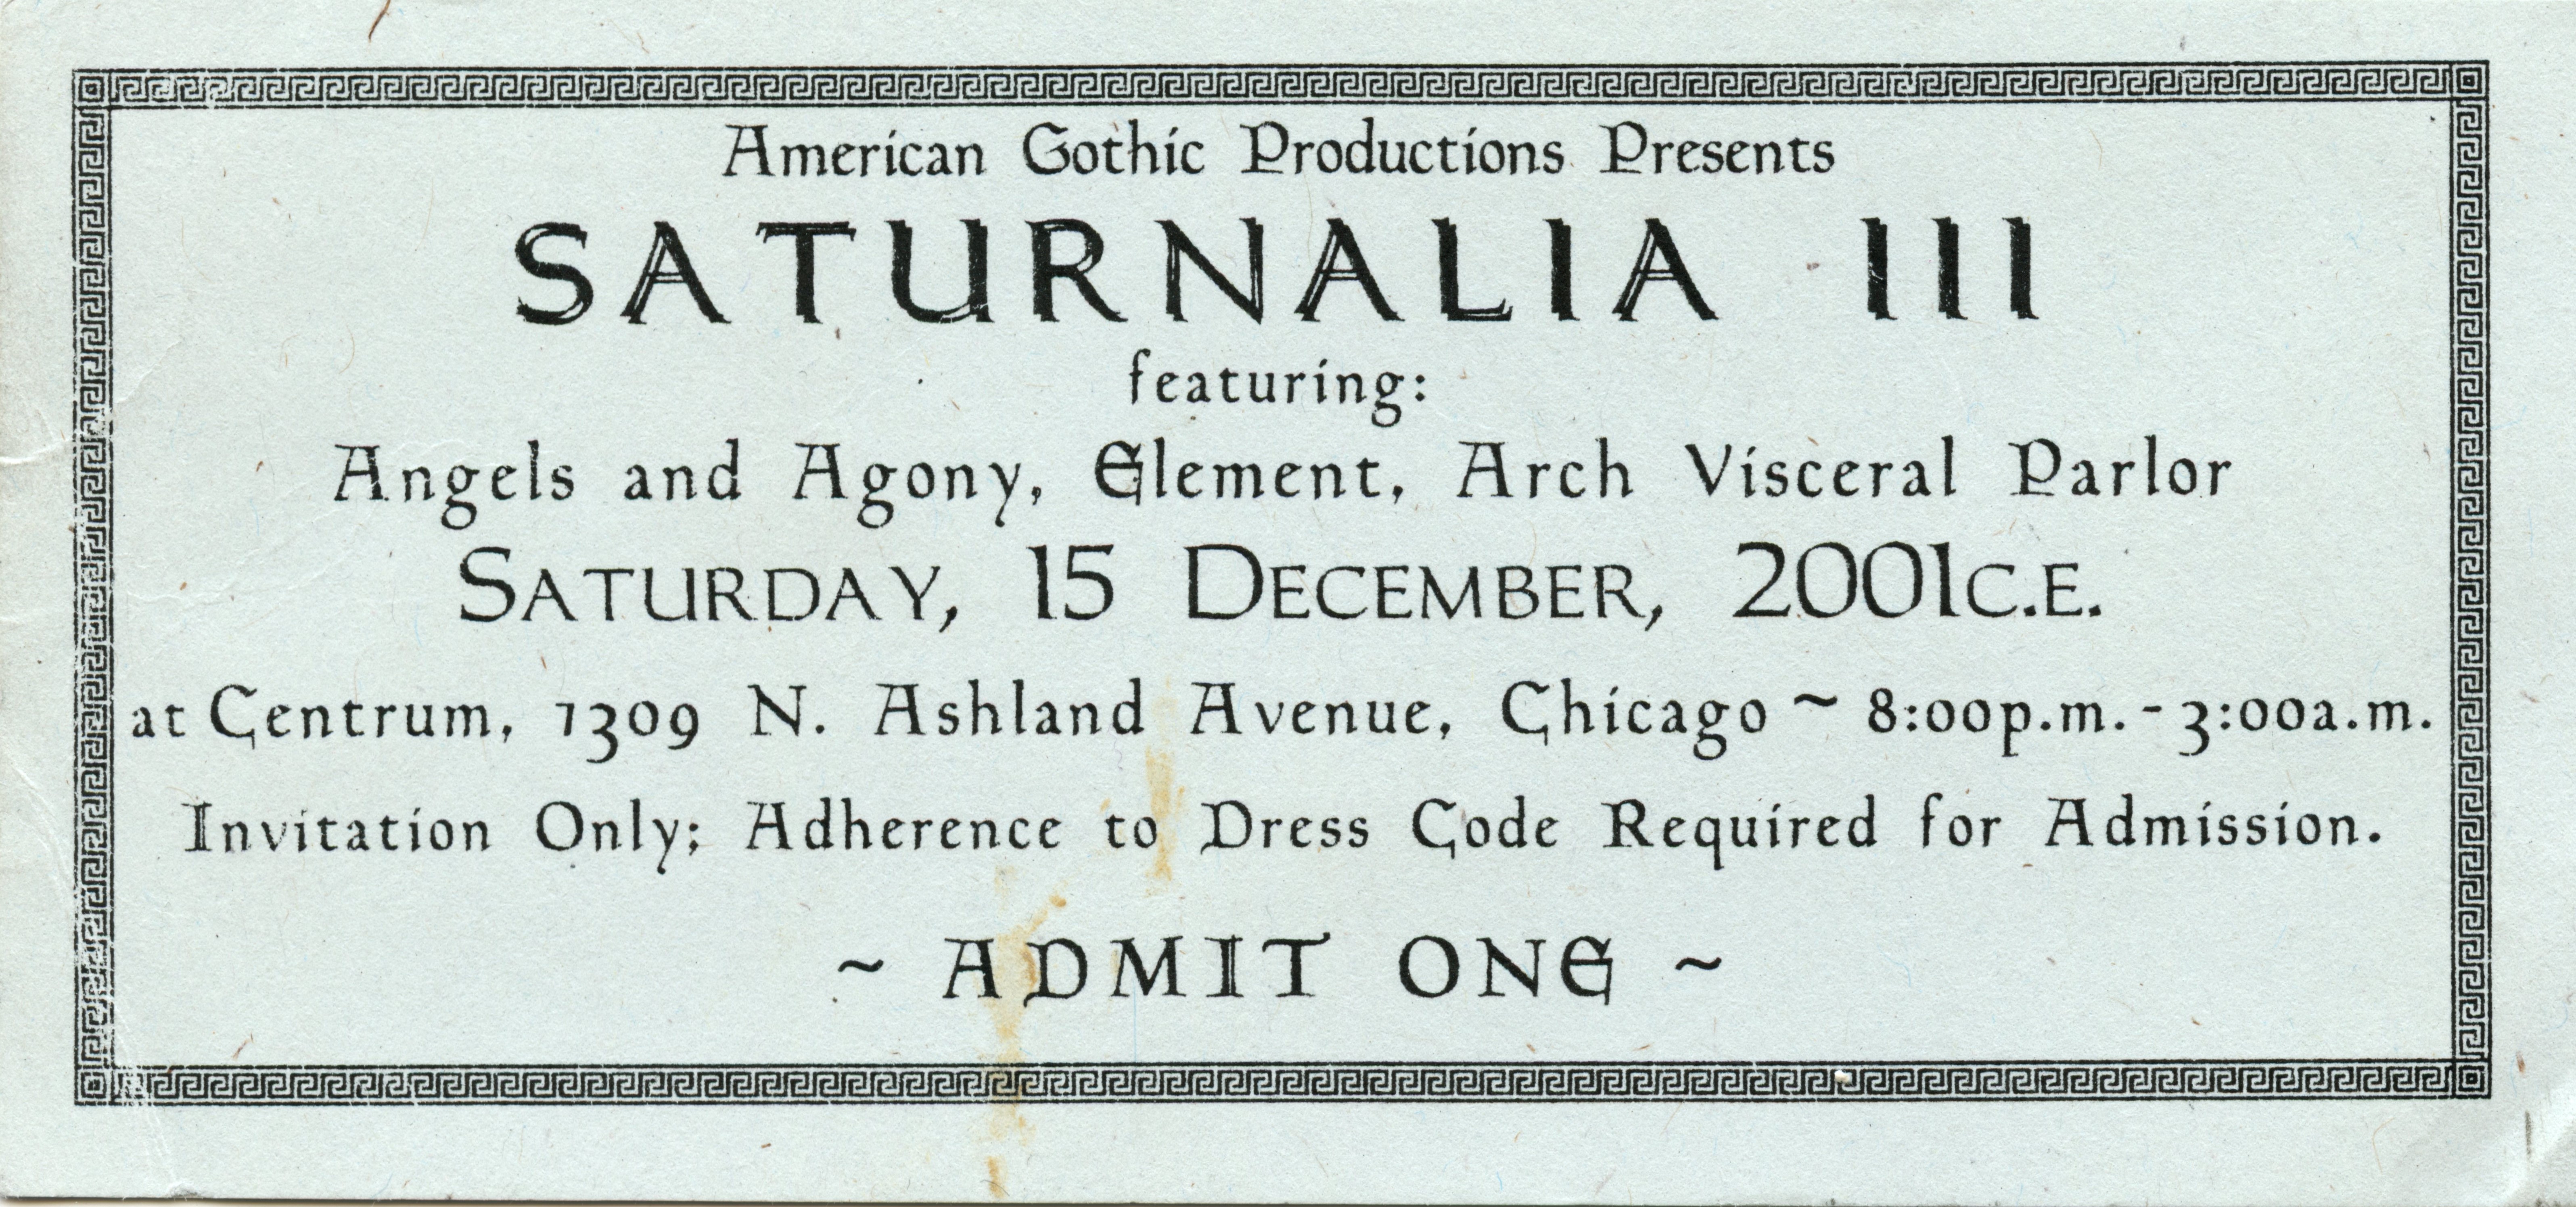 American Gothic Productions Presents
SATURNALIA III
featuring:
Angels and Agony, Element, Arch Visceral Parlor
SATURDAY, 15 DECEMBER, 2001C.E.
at Centrum, 1309 N. Ashland Avenue, Chicago ~ 8:00p.m. - 3:00a.m.
Invitation Only; Adherence to Dress Code Required for Admission.
~ ADMIT ONE ~